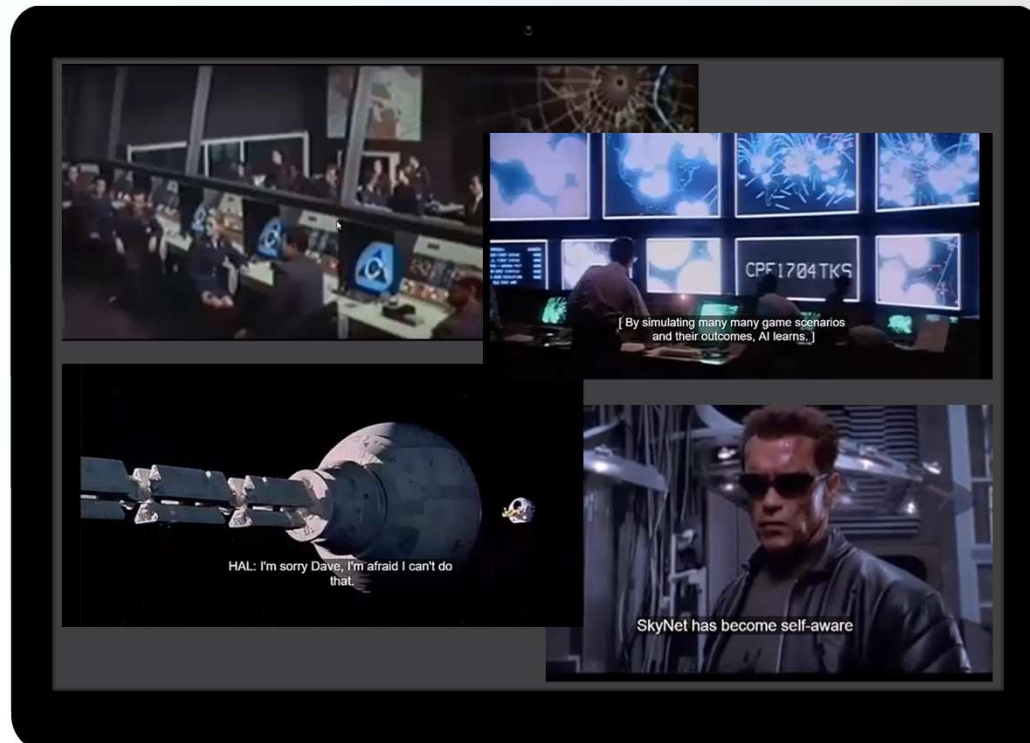 CPE1704TKS
[ By simulating many many game scenarios
and their outcomes, AI learns. ]
HAL: I'm sorry Dave, I'm afraid I can't do
that.
SkyNet has become self-aware